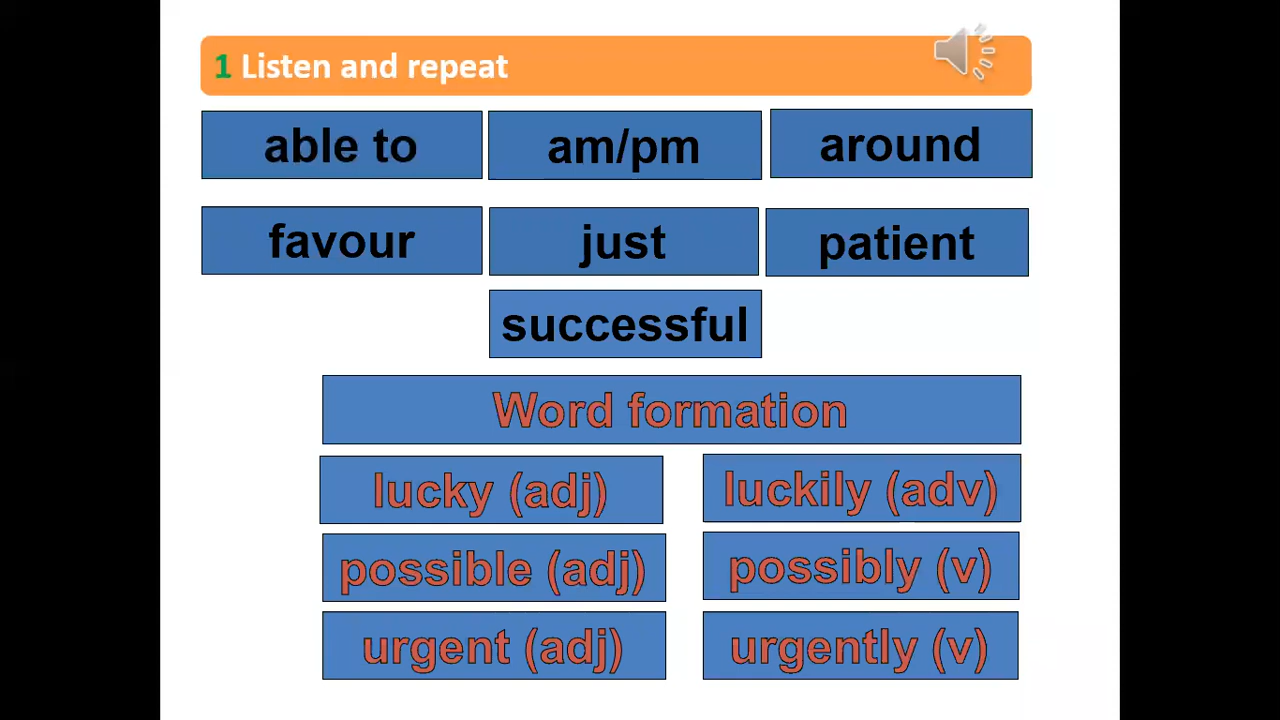 1 Listen and repeat
able to am/pm around
favour just patient
successful
Word formation
lucky (adj) luckily (adv)
possible (adj) possibly (v)
urgent (adj) urgently (v)